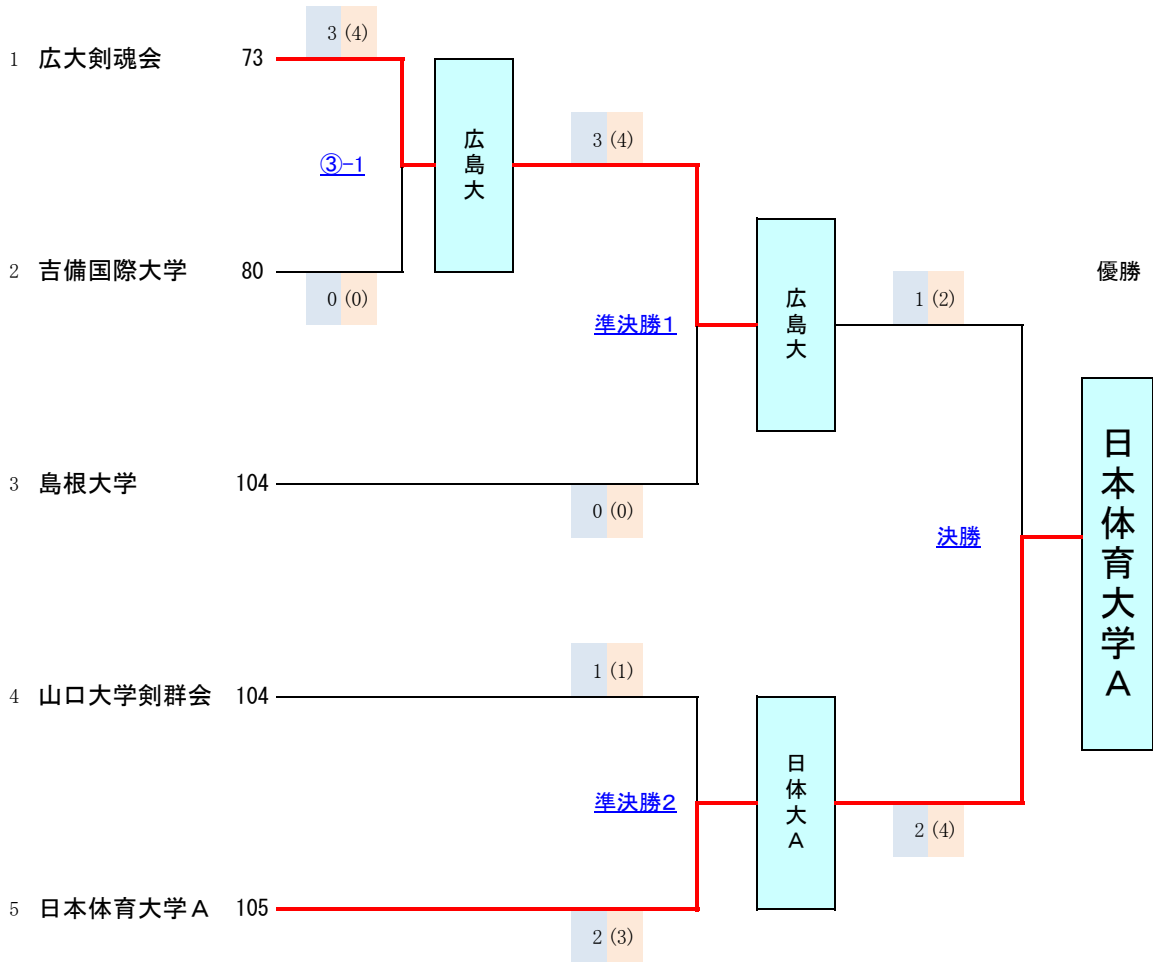 3 (4)
1 広大剣魂会 73
広島大
3 (4)
③-1
2 吉備国際大学 80
0 (0)
広島大
1 (2)
優勝
準決勝1
3 島根大学 104
0 (0)
決勝
日本体育大学A
1 (1)
4 山口大学剣群会 104
日体大A
準決勝2
2 (4)
5 日本体育大学A 105
2 (3)